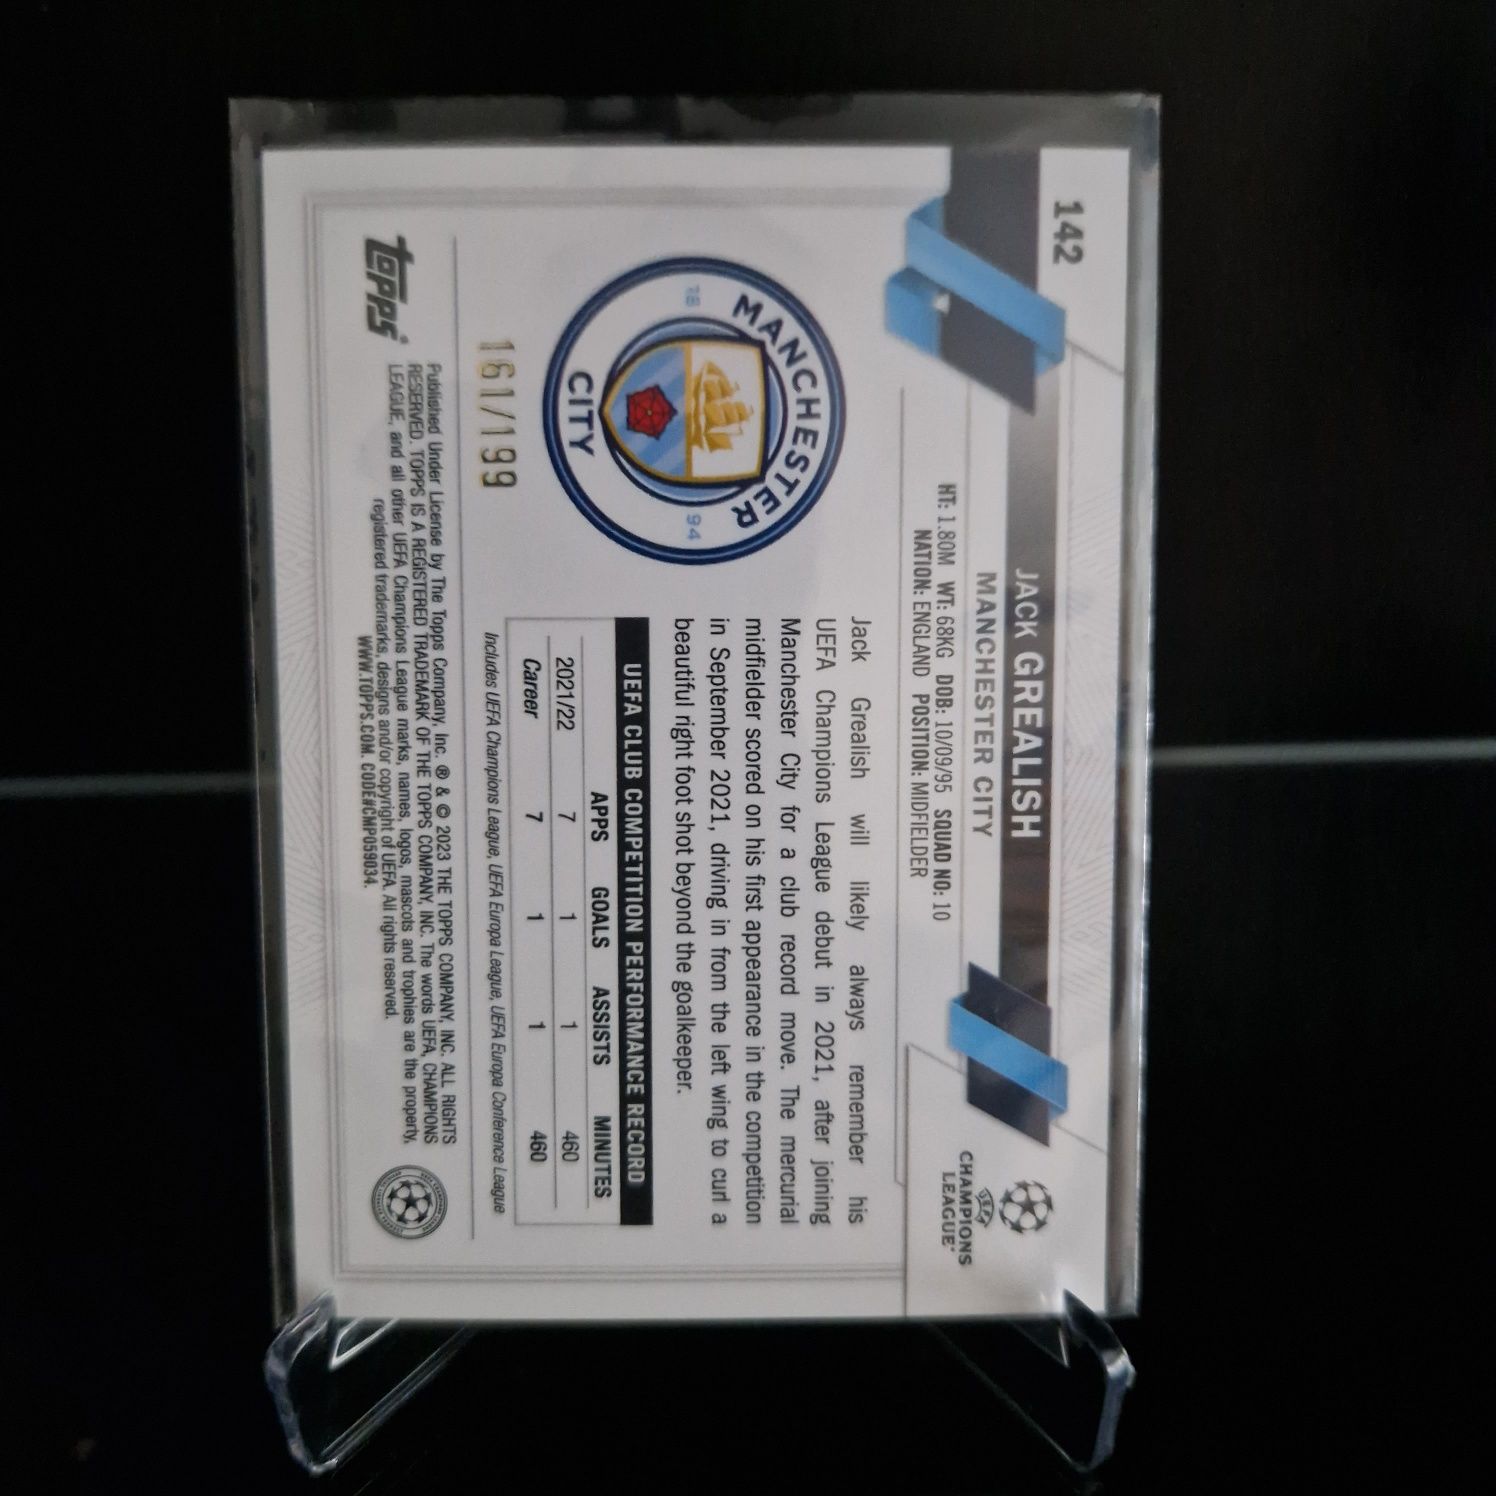 142
JACK GREALISH
MANCHESTER CITY
HT: 1.80M WT: 68KG DOB: 10/09/95 SQUAD NO: 10
NATION: ENGLAND POSITION: MIDFIELDER
UEFA
CHAMPIONS
LEAGUE
MANCHESTER
18 94
CITY
161/199
Jack Grealish will likely always remember his
UEFA Champions League debut in 2021, after joining
Manchester City for a club record move. The mercurial
midfielder scored on his first appearance in the competition
in September 2021, driving in from the left wing to curl a
beautiful right foot shot beyond the goalkeeper.
UEFA CLUB COMPETITION PERFORMANCE RECORD
APPS GOALS ASSISTS MINUTES
2021/22 7 1 1 460
Career 7 1 1 460
Includes UEFA Champions League, UEFA Europa League, UEFA Europa Conference League
topps®
Published Under License by The Topps Company, Inc. ® & © 2023 THE TOPPS COMPANY, INC. ALL RIGHTS
RESERVED. TOPPS IS A REGISTERED TRADEMARK OF THE TOPPS COMPANY, INC. The words UEFA, CHAMPIONS
LEAGUE, and all other UEFA Champions League marks, names, logos, mascots and trophies are the property,
registered trademarks, designs and/or copyright of UEFA. All rights reserved.
WWW.TOPPS.COM. CODE#CMP059034.